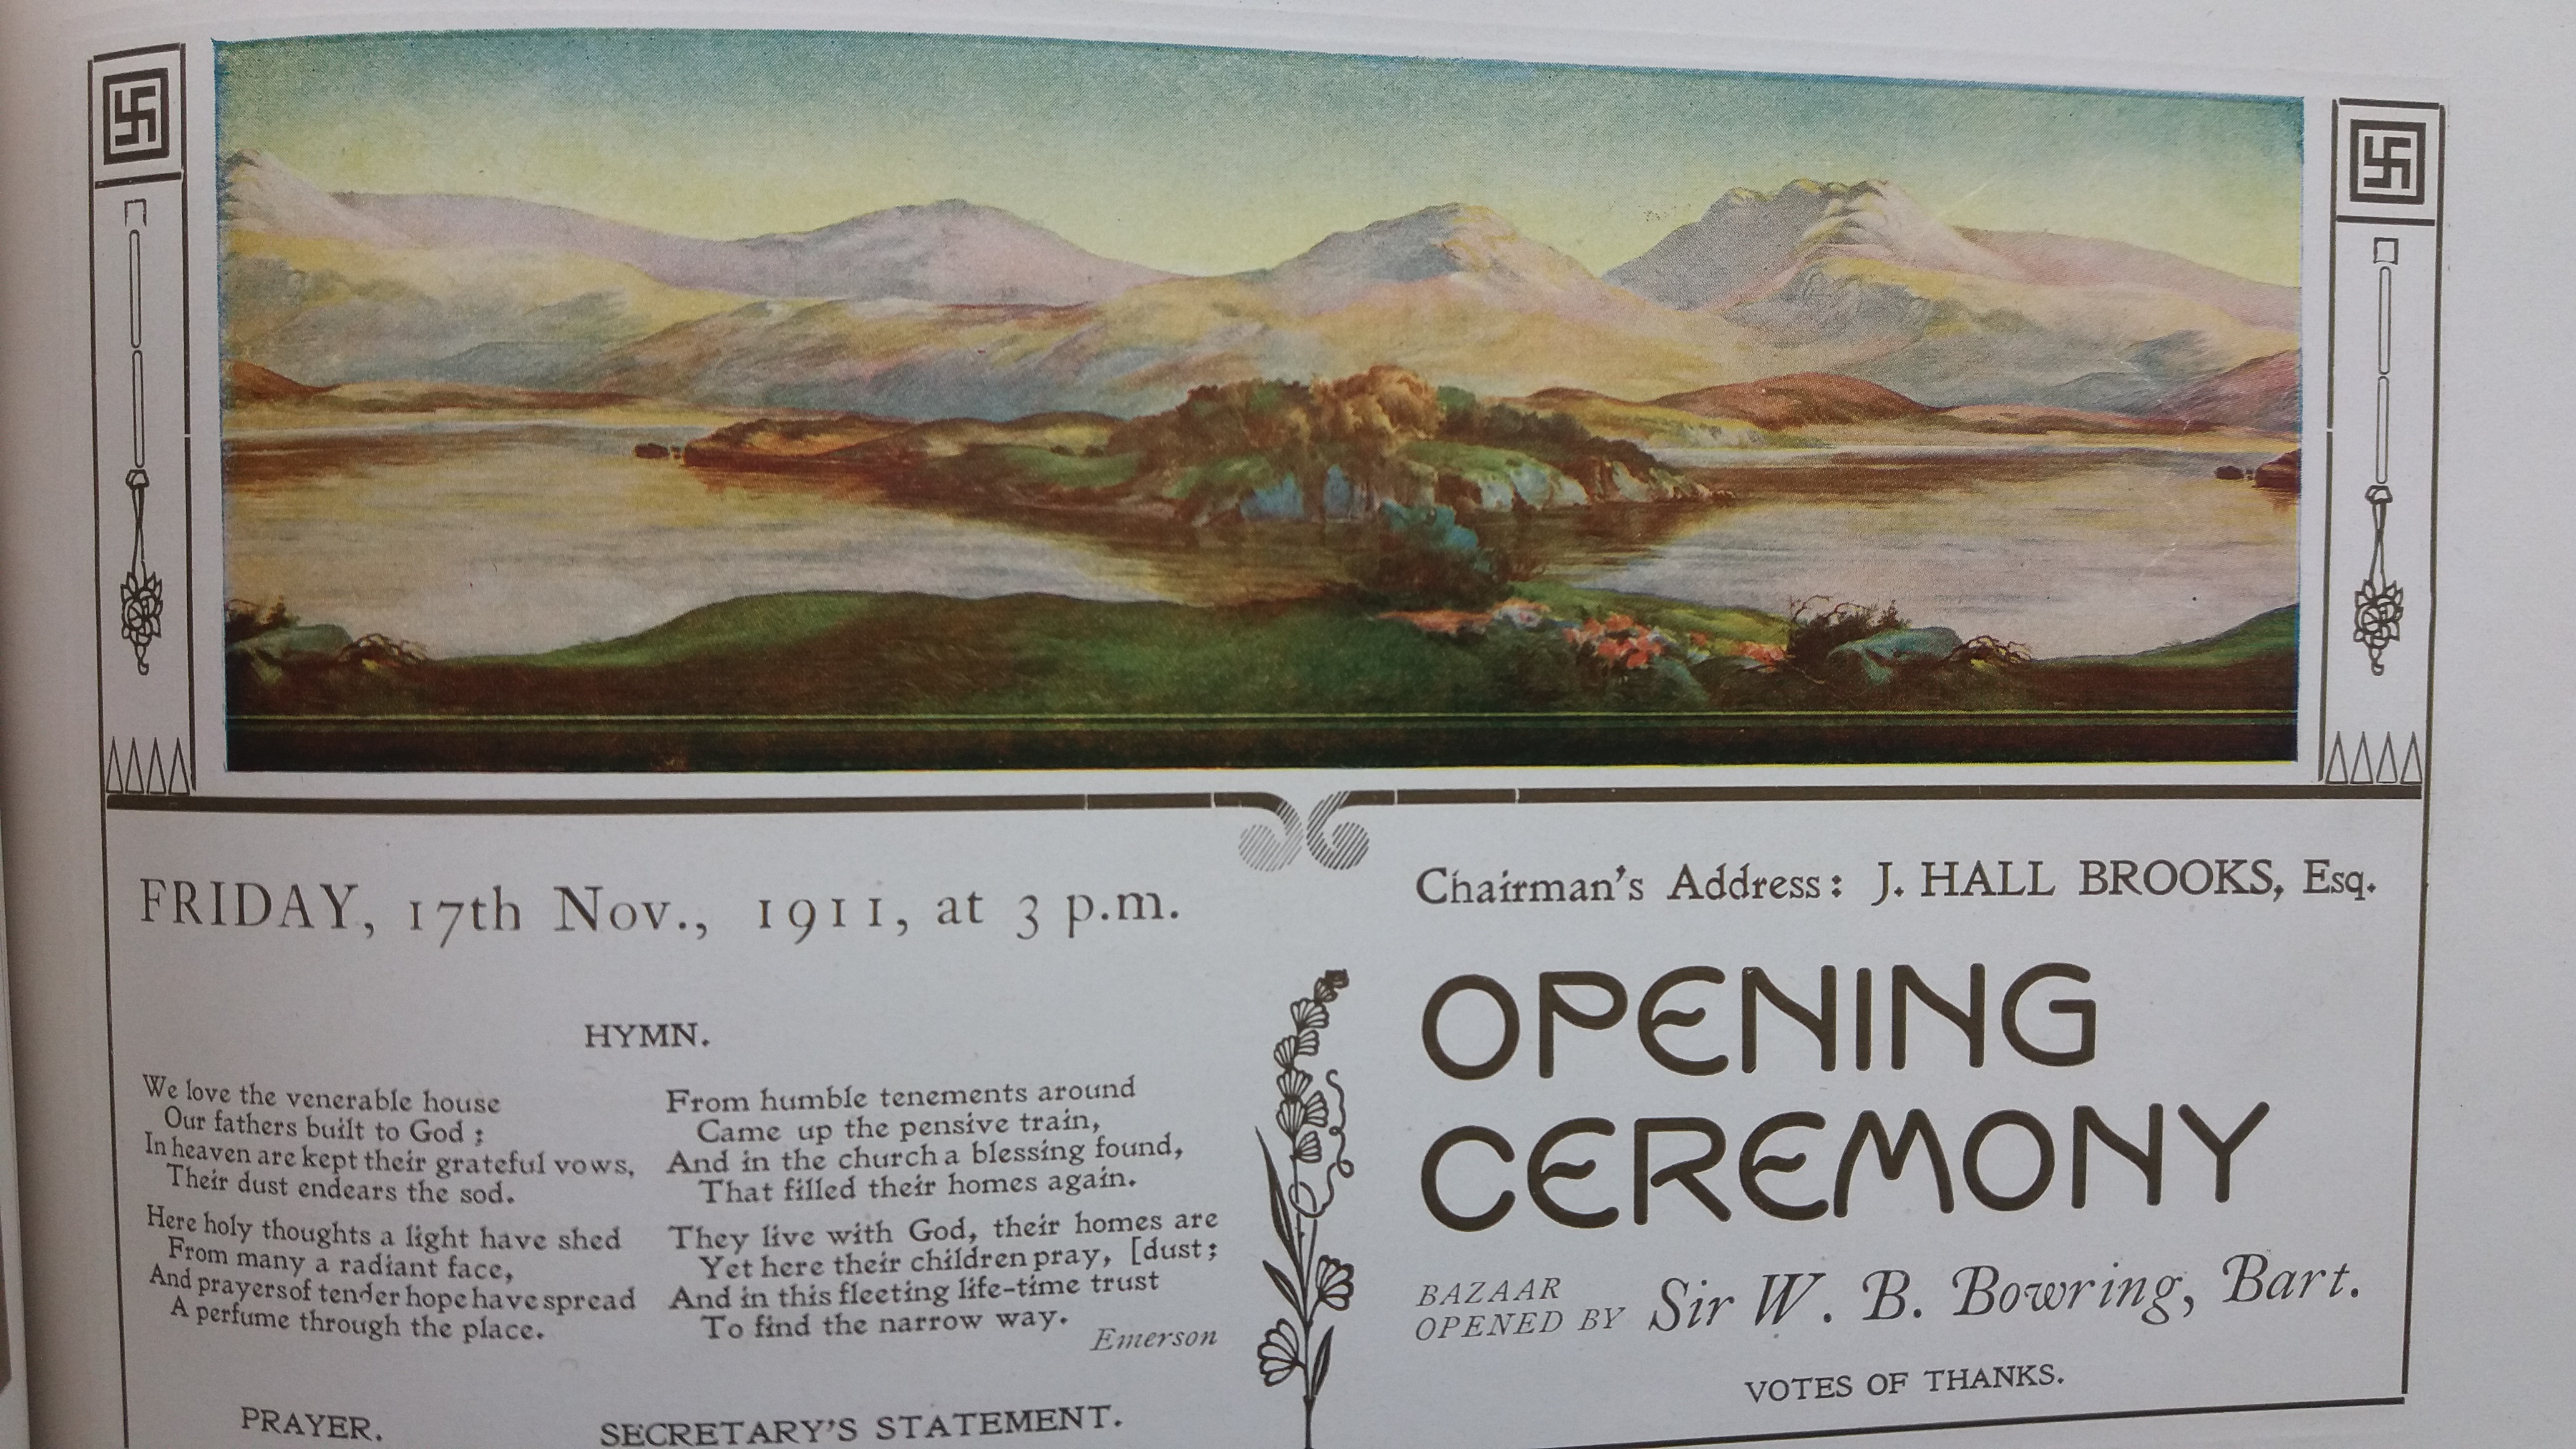 FRIDAY, 17th Nov., 1911, at 3 p.m.
HYMN.
We love the venerable house
Our fathers built to God ;
In heaven are kept their grateful vows,
Their dust endears the sod.
Here holy thoughts a light have shed
From many a radiant face,
And prayers of tender hope have spread
A perfume through the place.
From humble tenements around
Came up the pensive train,
And in the church a blessing found,
That filled their homes again.
They live with God, their homes are
Yet here their children pray, [dust ;
And in this fleeting life-time trust
To find the narrow way.
Emerson
PRAYER.
SECRETARY'S STATEMENT.
Chairman's Address : J. HALL BROOKS, Esq.
OPENING
CEREMONY
BAZAAR
OPENED BY Sir W. B. Bowring, Bart.
VOTES OF THANKS.